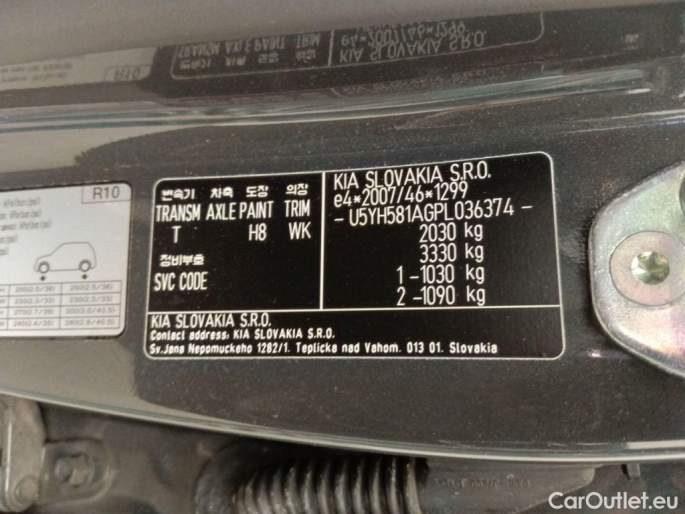 R10
변속기 차축 도장 의장
TRANSM AXLE PAINT TRIM
T H8 WK
정비부호
SVC CODE
KIA SLOVAKIA S.R.O.
e4*2007/46*1299
- U5YH581AGPL036374 -
2030 kg
3330 kg
1 -1030 kg
2 -1090 kg
KIA SLOVAKIA S.R.O.
Contact address: KIA SLOVAKIA S.R.O.
Sv.Jana Nepomuckeho 1282/1. Teplicka nad Vahom. 013 01. Slovakia
CarOutlet.eu